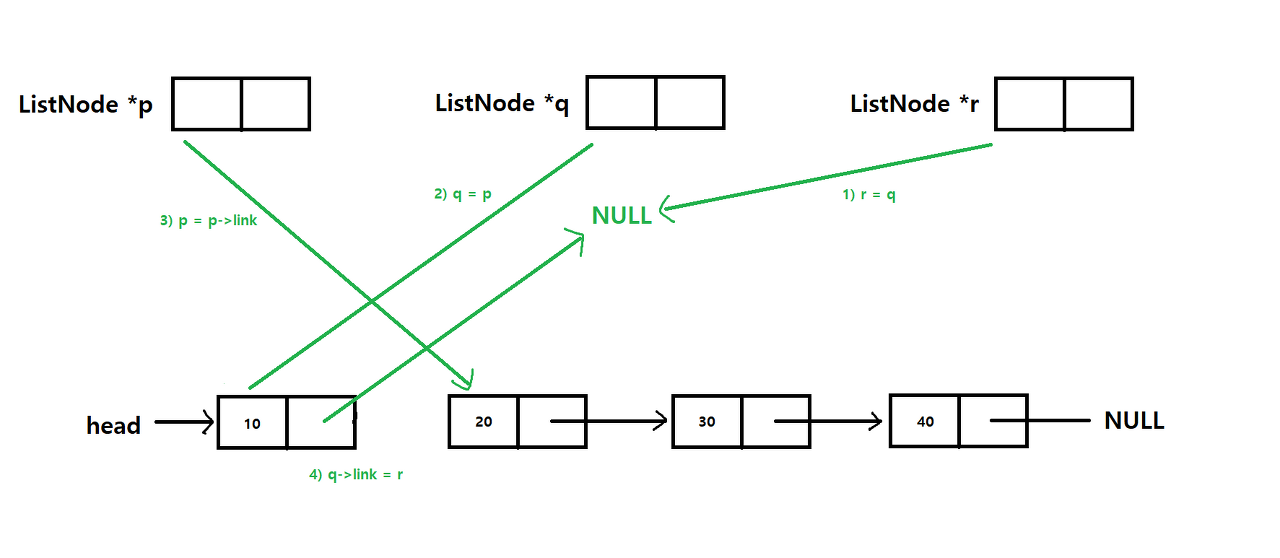 ListNode *p
ListNode *q
ListNode *r
2) q = p
1) r = q
3) p = p->link
NULL
head
10
20
30
40
NULL
4) q->link = r